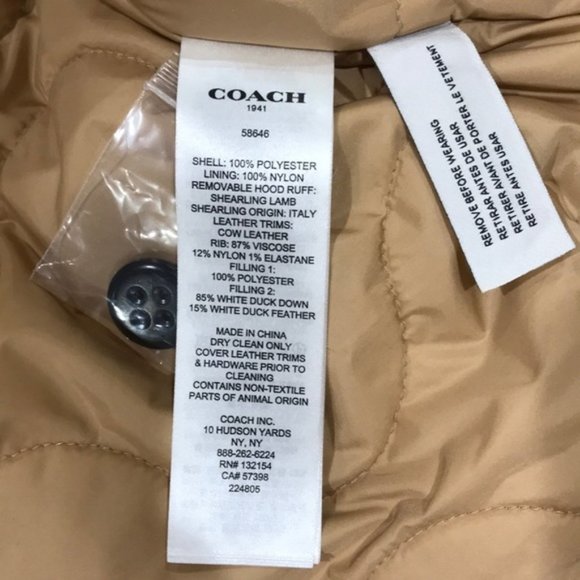 COACH
1941
58646
SHELL: 100% POLYESTER
LINING: 100% NYLON
REMOVABLE HOOD RUFF:
SHEARLING LAMB
SHEARLING ORIGIN: ITALY
LEATHER TRIMS:
COW LEATHER
RIB: 87% VISCOSE
12% NYLON 1% ELASTANE
FILLING 1:
100% POLYESTER
FILLING 2:
85% WHITE DUCK DOWN
15% WHITE DUCK FEATHER
MADE IN CHINA
DRY CLEAN ONLY
COVER LEATHER TRIMS
& HARDWARE PRIOR TO
CLEANING
CONTAINS NON-TEXTILE
PARTS OF ANIMAL ORIGIN
COACH INC.
10 HUDSON YARDS
NY, NY
888-262-6224
RN# 132154
CA# 57398
224805
REMOVE BEFORE WEARING
RETIRAR ANTES DE USAR
RETIRER AVANT DE PORTER LE VETEMENT
RETIRE ANTES USAR